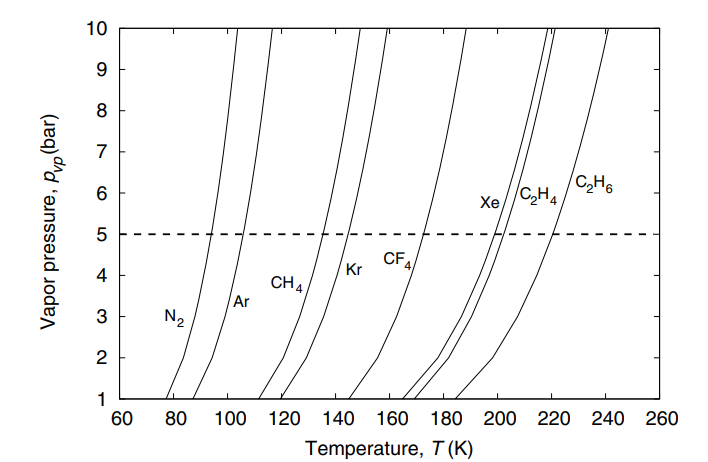 10
9
8
7
6
5
4
3
2
1
Vapor pressure, p_vp(bar)
N₂
Ar
CH₄
Kr
CF₄
Xe
C₂H₄
C₂H₆
60 80 100 120 140 160 180 200 220 240 260
Temperature, T (K)